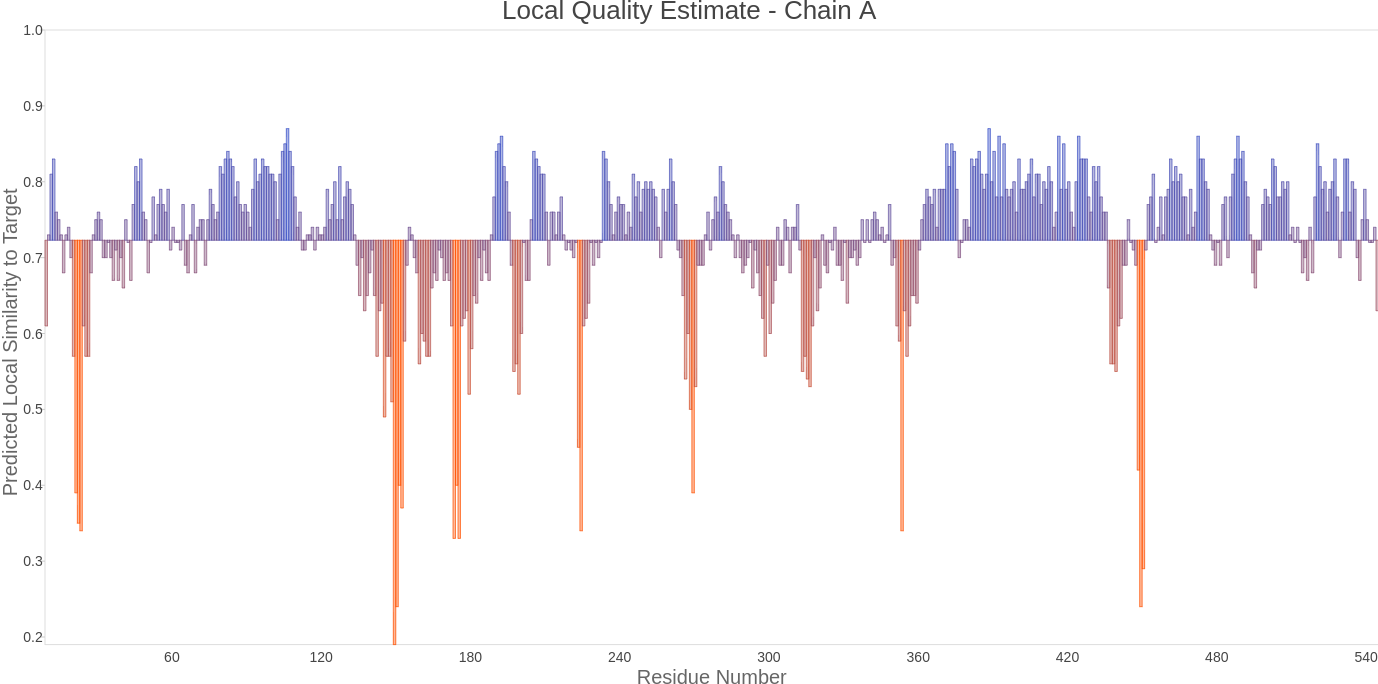 Local Quality Estimate - Chain A
Predicted Local Similarity to Target
1.0
0.9
0.8
0.7
0.6
0.5
0.4
0.3
0.2
60 120 180 240 300 360 420 480 540
Residue Number